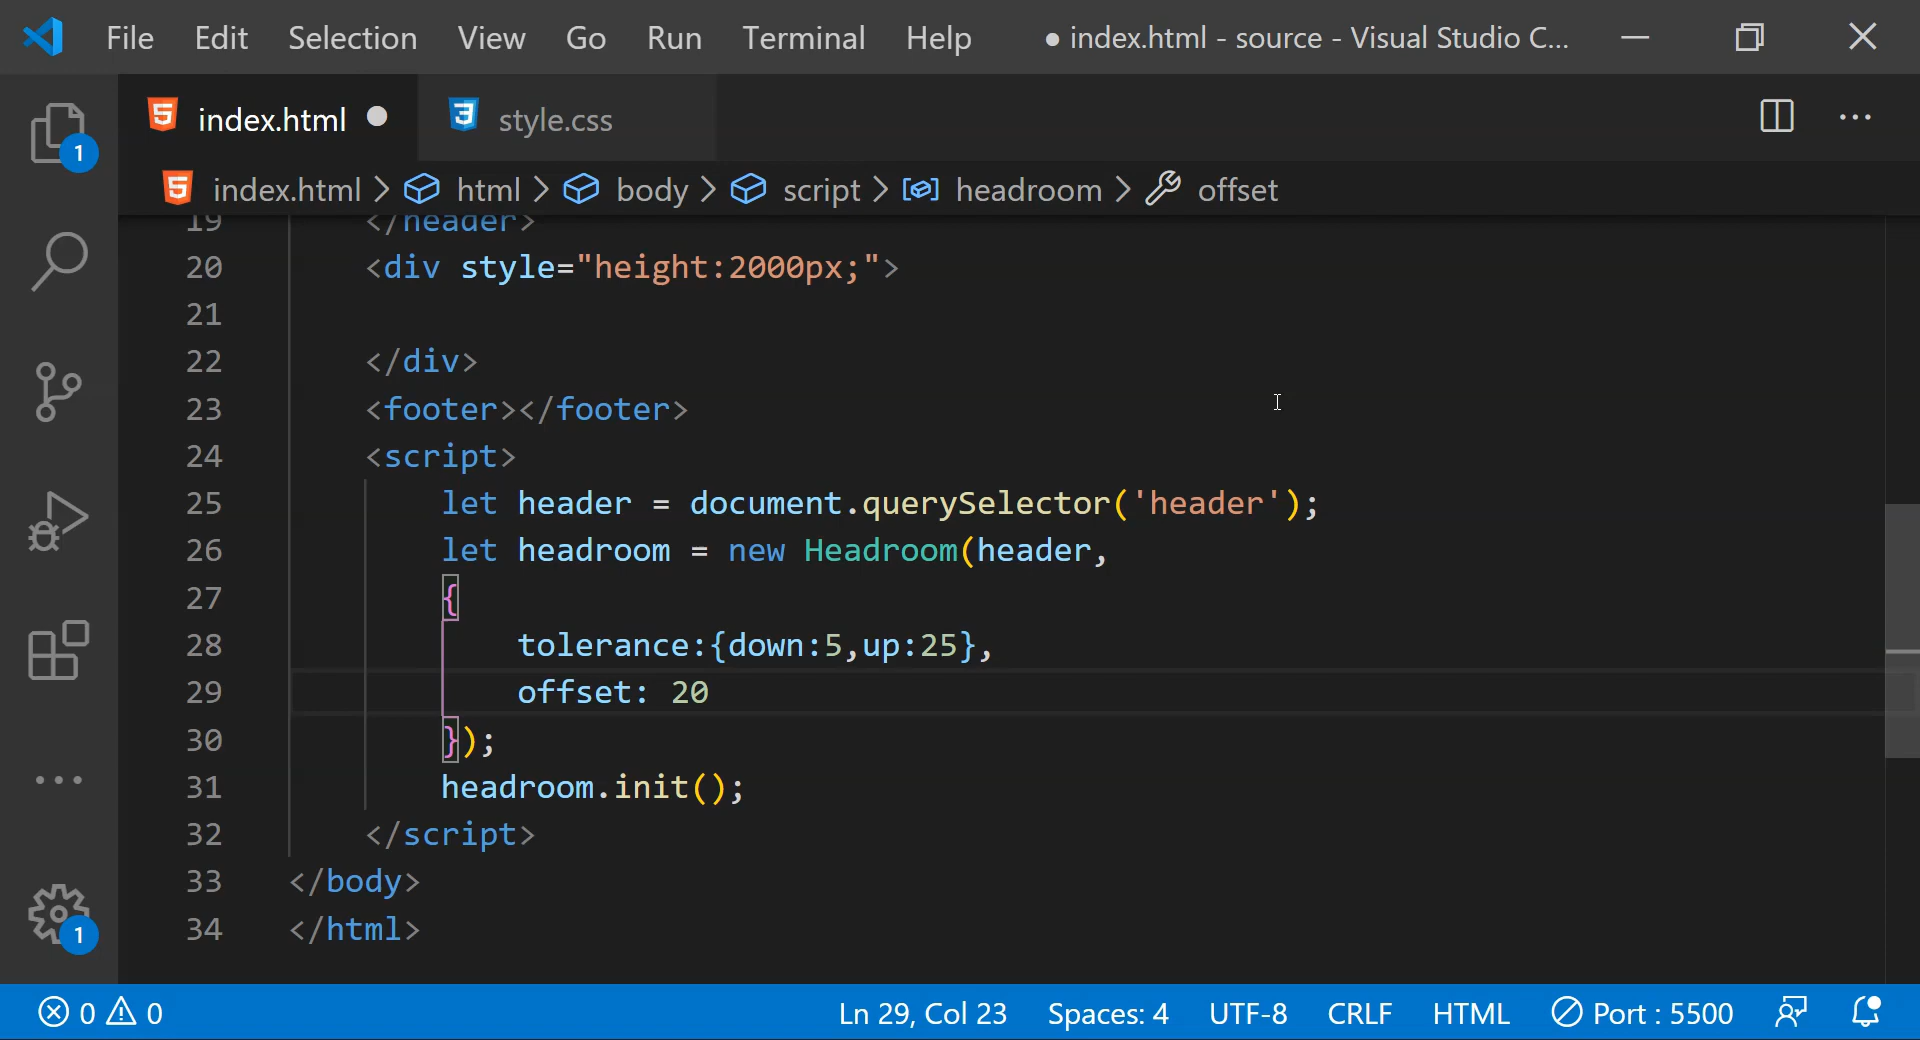 File Edit Selection View Go Run Terminal Help ● index.html - source - Visual Studio C...
index.html ● style.css
index.html > html > body > script > headroom > offset
19 </header>
20 <div style="height:2000px;">
21
22 </div>
23 <footer></footer>
24 <script>
25 let header = document.querySelector('header');
26 let headroom = new Headroom(header,
27 {
28 tolerance:{down:5,up:25},
29 offset: 20
30 });
31 headroom.init();
32 </script>
33 </body>
34 </html>
1
1
0 0 Ln 29, Col 23 Spaces: 4 UTF-8 CRLF HTML Port : 5500